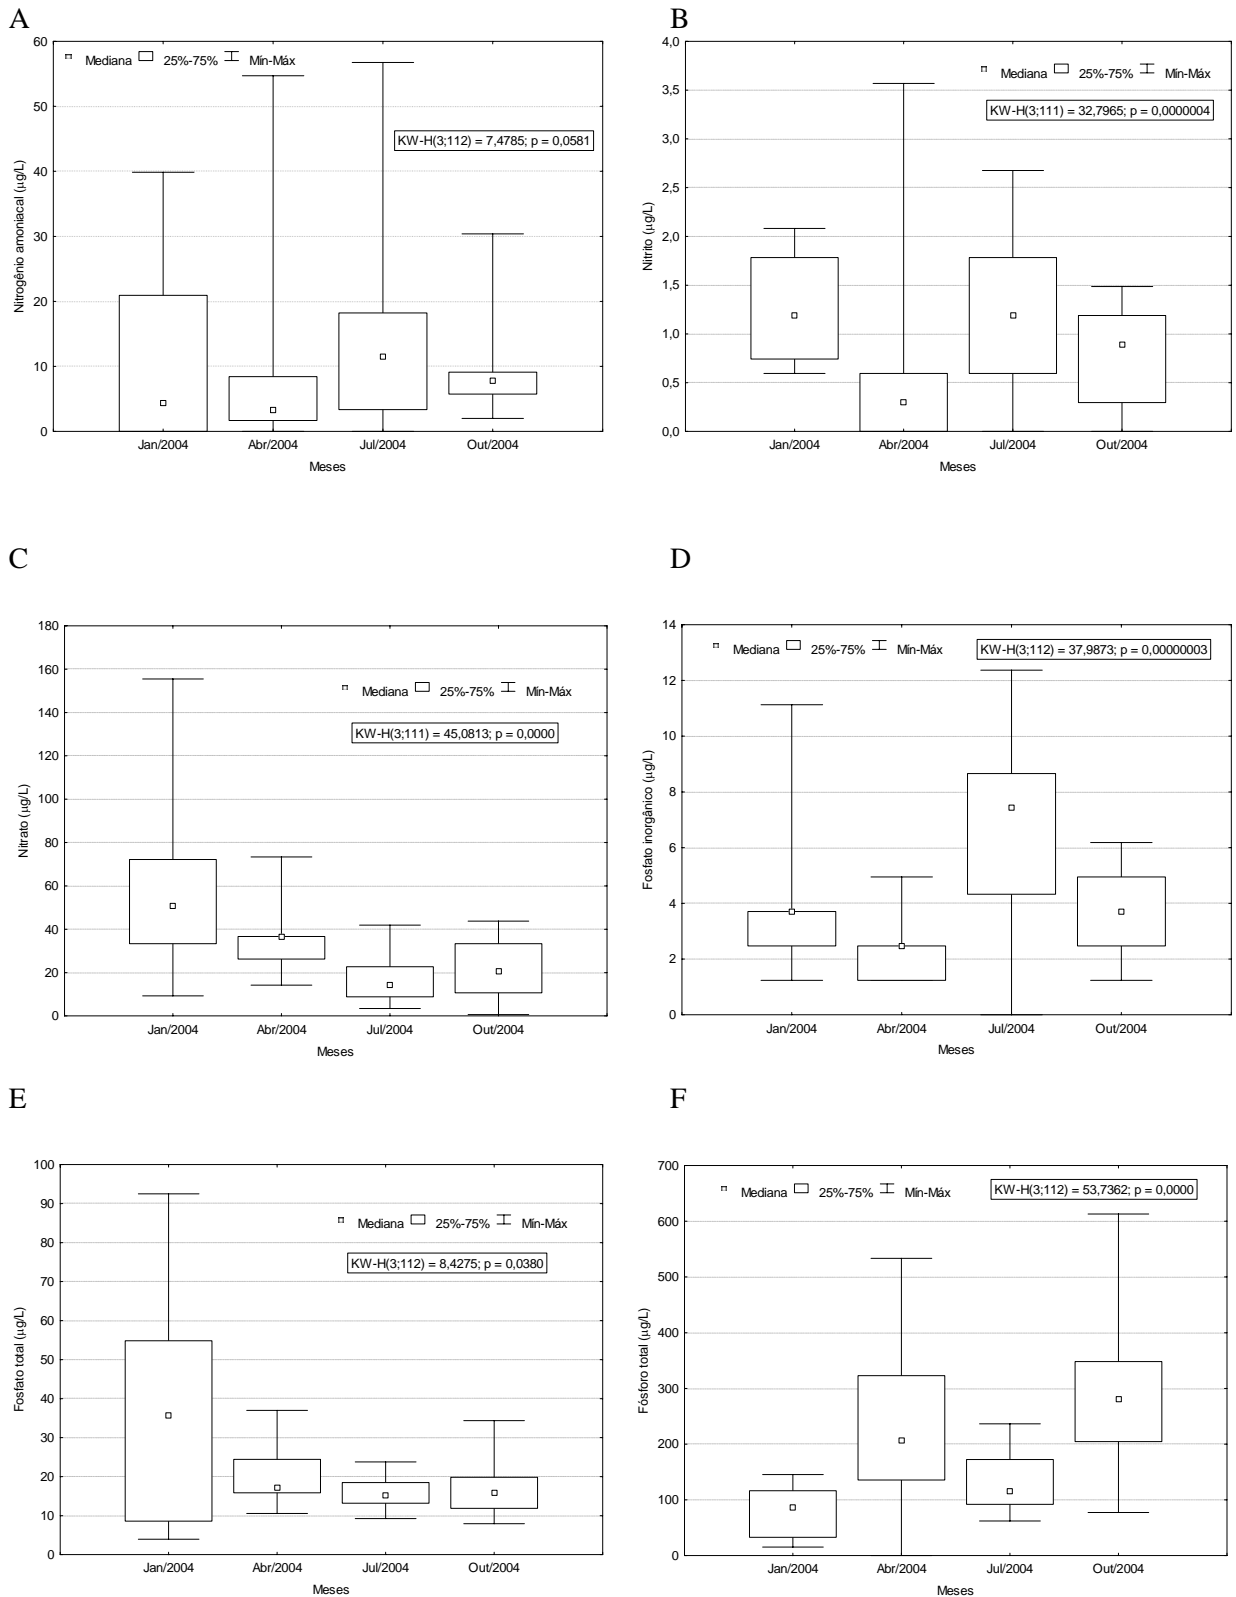 A
Mediana 25%-75% Mín-Máx
KW-H(3;112) = 7,4785; p = 0,0581
Nitrogênio amoniacal (µg/L)
60
50
40
30
20
10
0
Jan/2004 Abr/2004 Jul/2004 Out/2004
Meses
B
Mediana 25%-75% Mín-Máx
KW-H(3;111) = 32,7965; p = 0,0000004
Nitrito (µg/L)
4,0
3,5
3,0
2,5
2,0
1,5
1,0
0,5
0,0
Jan/2004 Abr/2004 Jul/2004 Out/2004
Meses
C
Mediana 25%-75% Mín-Máx
KW-H(3;111) = 45,0813; p = 0,0000
Nitrato (µg/L)
180
160
140
120
100
80
60
40
20
0
Jan/2004 Abr/2004 Jul/2004 Out/2004
Meses
D
Mediana 25%-75% Mín-Máx
KW-H(3;112) = 37,9873; p = 0,00000003
Fosfato inorgânico (µg/L)
14
12
10
8
6
4
2
0
Jan/2004 Abr/2004 Jul/2004 Out/2004
Meses
E
Mediana 25%-75% Mín-Máx
KW-H(3;112) = 8,4275; p = 0,0380
Fosfato total (µg/L)
100
90
80
70
60
50
40
30
20
10
0
Jan/2004 Abr/2004 Jul/2004 Out/2004
Meses
F
Mediana 25%-75% Mín-Máx
KW-H(3;112) = 53,7362; p = 0,0000
Fósforo total (µg/L)
700
600
500
400
300
200
100
0
Jan/2004 Abr/2004 Jul/2004 Out/2004
Meses